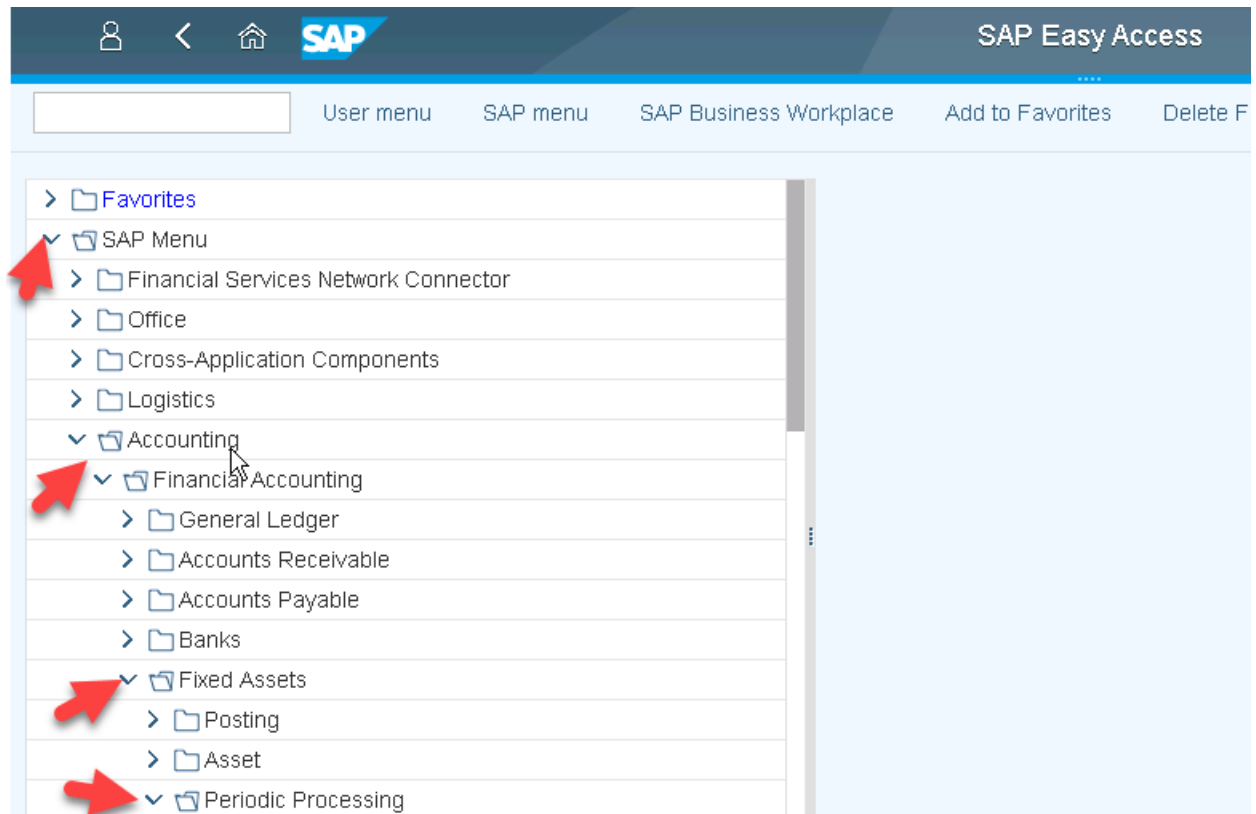 SAP SAP Easy Access
User menu SAP menu SAP Business Workplace Add to Favorites Delete F
Favorites
SAP Menu
Financial Services Network Connector
Office
Cross-Application Components
Logistics
Accounting
Financial Accounting
General Ledger
Accounts Receivable
Accounts Payable
Banks
Fixed Assets
Posting
Asset
Periodic Processing